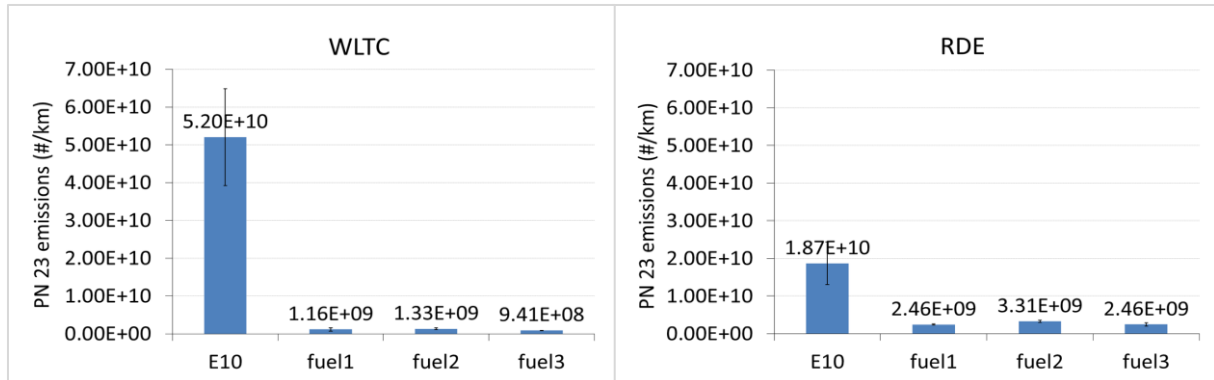 WLTC
PN 23 emissions (#/km)
7.00E+10
6.00E+10
5.00E+10
4.00E+10
3.00E+10
2.00E+10
1.00E+10
0.00E+00
5.20E+10
1.16E+09
1.33E+09
9.41E+08
E10 fuel1 fuel2 fuel3
RDE
PN 23 emissions (#/km)
7.00E+10
6.00E+10
5.00E+10
4.00E+10
3.00E+10
2.00E+10
1.00E+10
0.00E+00
1.87E+10
2.46E+09
3.31E+09
2.46E+09
E10 fuel1 fuel2 fuel3